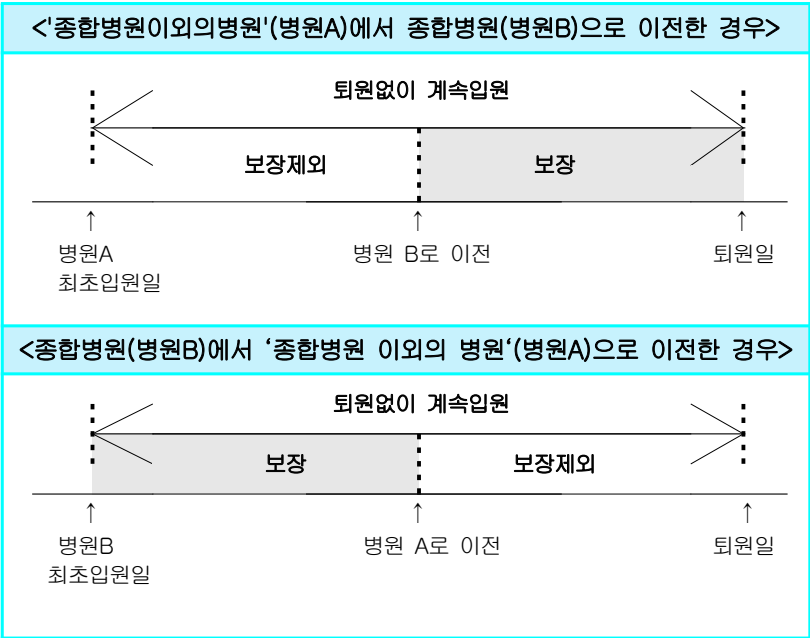 <'종합병원이외의병원'(병원A)에서 종합병원(병원B)으로 이전한 경우>
퇴원없이 계속입원
보장제외 보장
↑ ↑ ↑
병원A 병원 B로 이전 퇴원일
최초입원일
<종합병원(병원B)에서 ‘종합병원 이외의 병원‘(병원A)으로 이전한 경우>
퇴원없이 계속입원
보장 보장제외
↑ ↑ ↑
병원B 병원 A로 이전 퇴원일
최초입원일